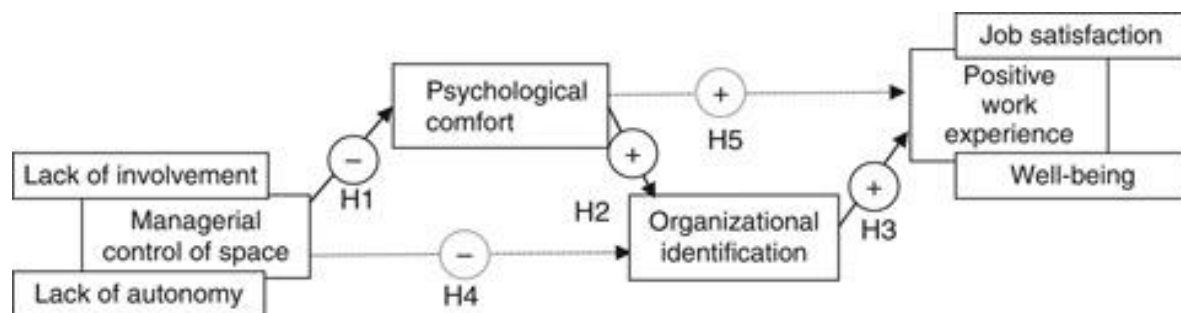 Job satisfaction
Positive
work
experience
Well-being
Psychological
comfort
+
H5
+
H2
–
H1
Lack of involvement
Managerial
control of space
Lack of autonomy
–
H4
Organizational
identification
+
H3